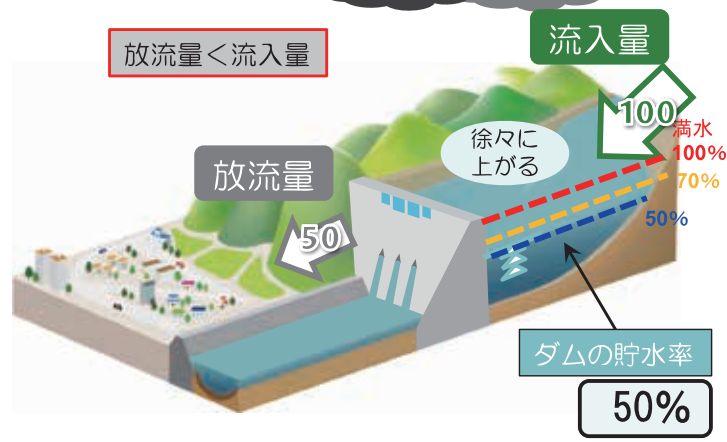 放流量＜流入量
流入量
100
満水
100%
70%
50%
徐々に
上がる
放流量
50
ダムの貯水率
50%